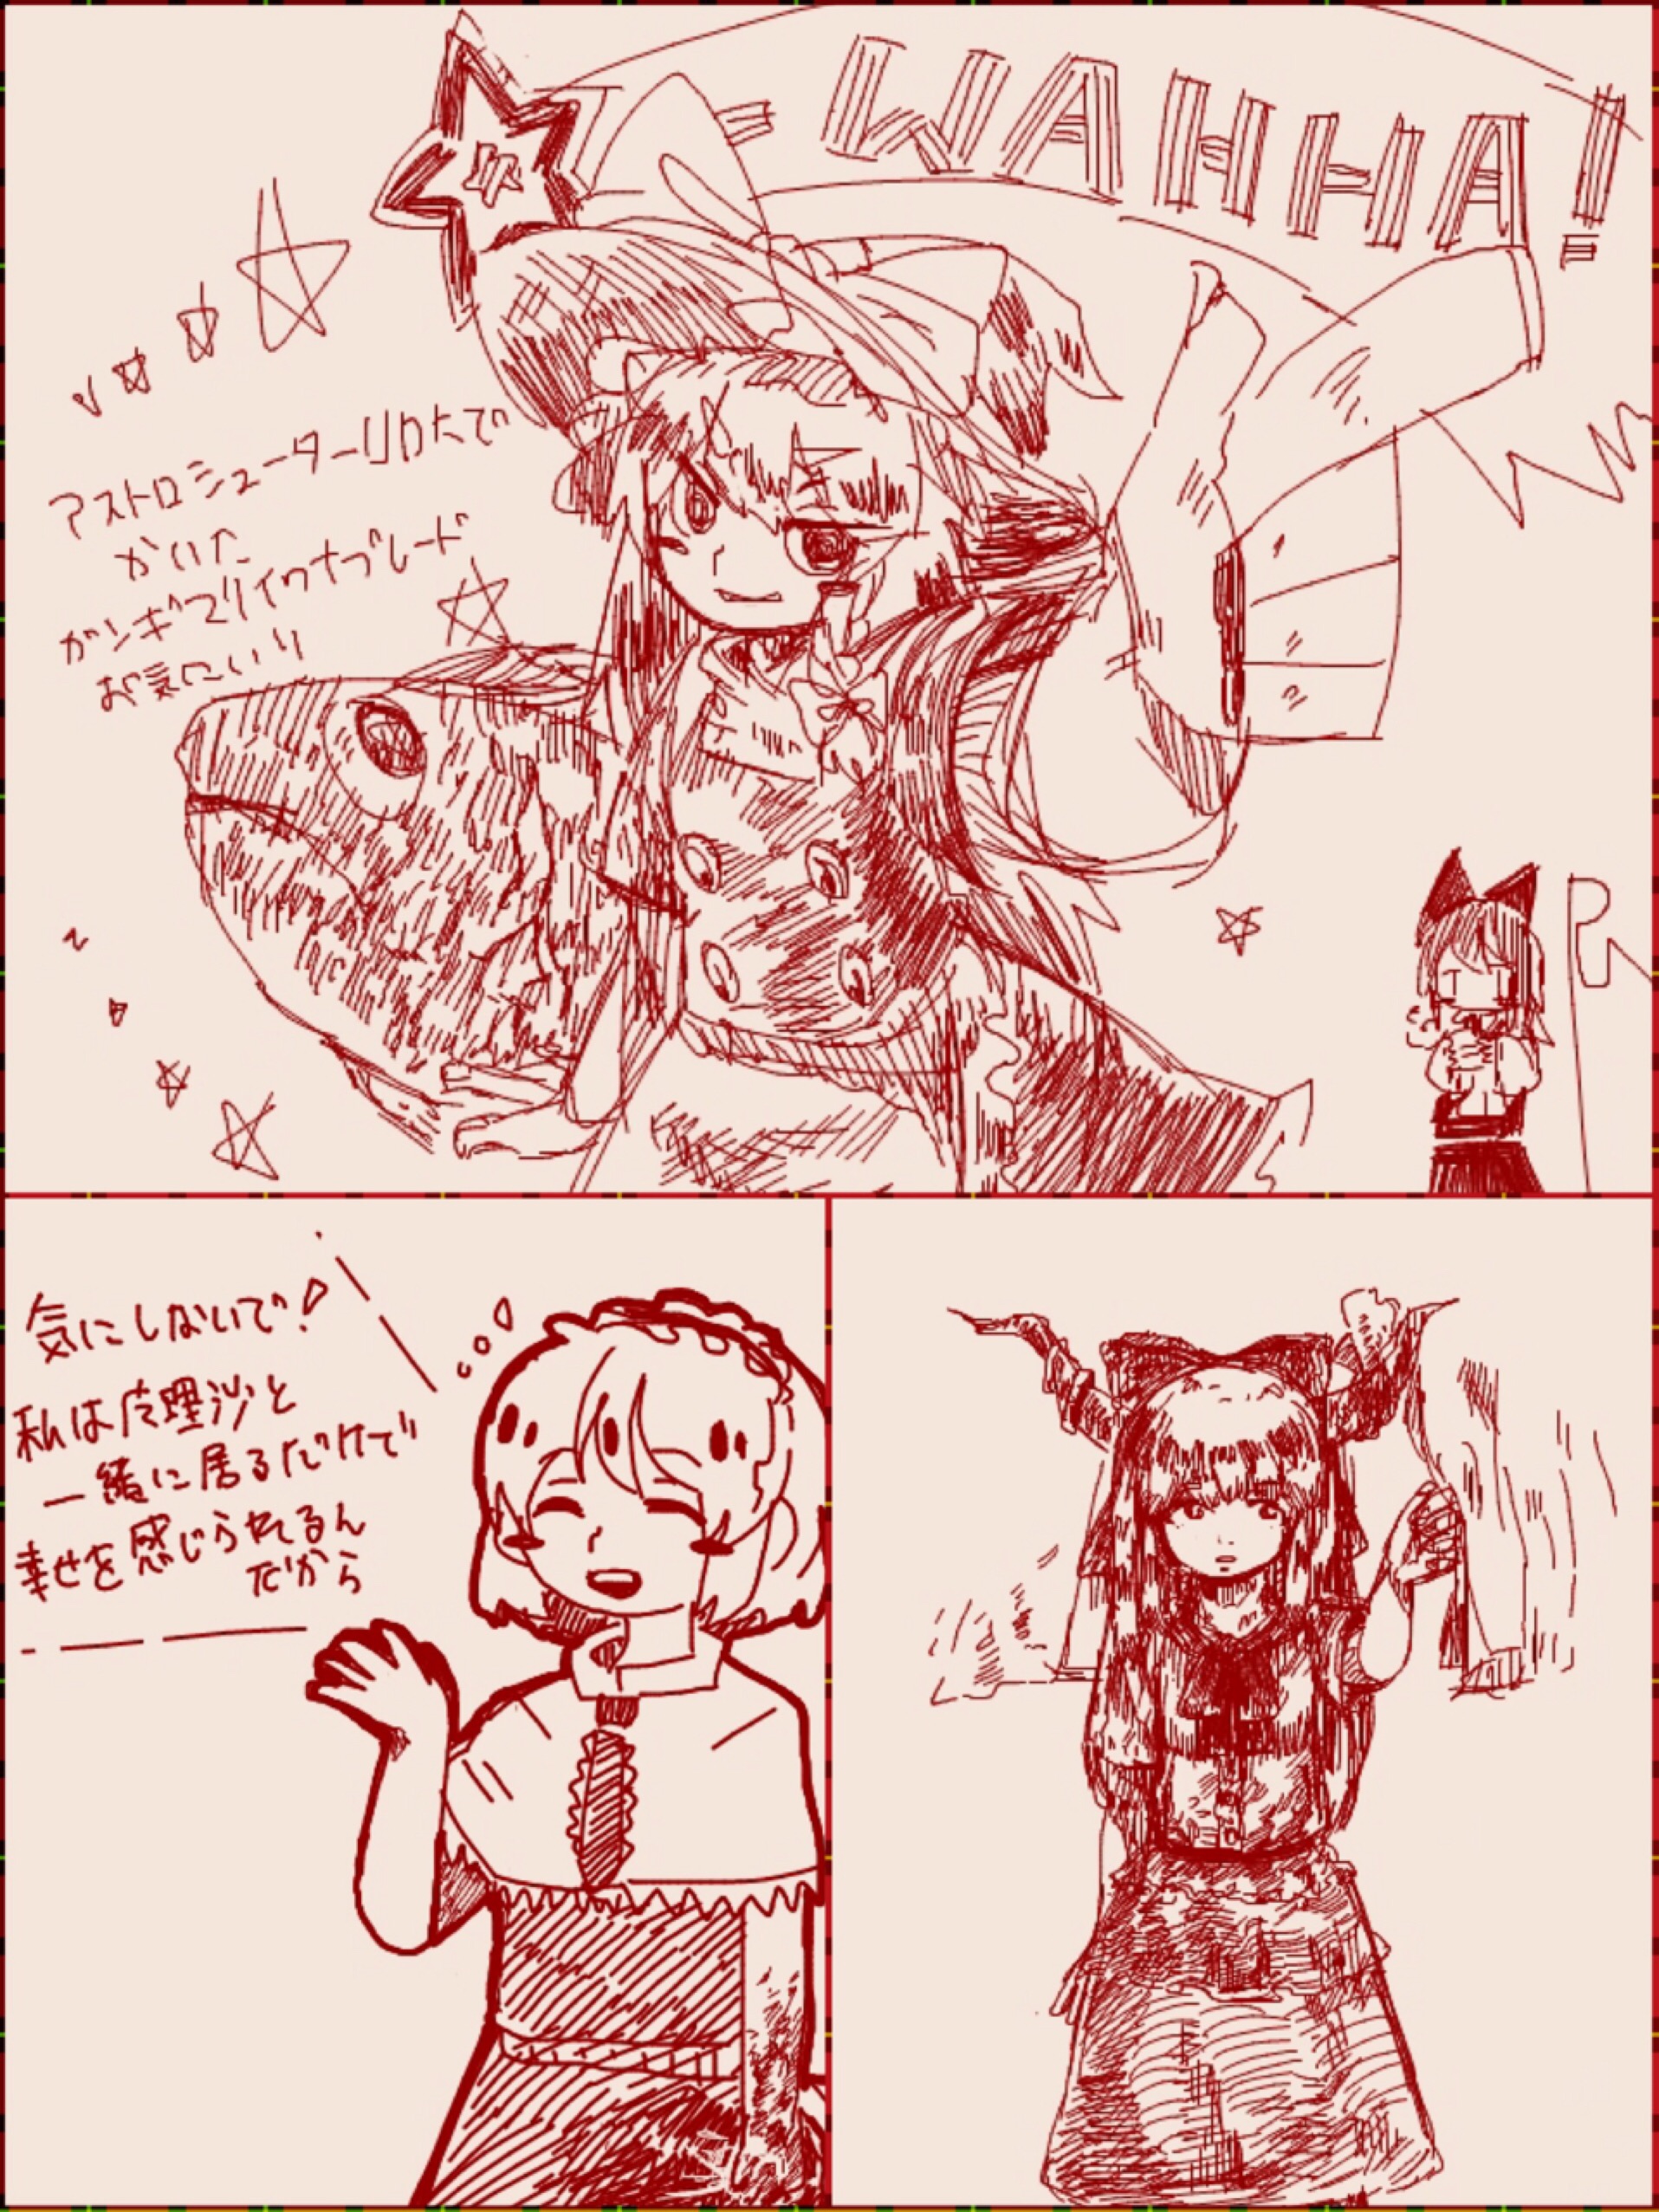 WAHHA!
アストロシューターリロたで
かいた
ガンギマリイワナブレード
お気にいり
気にしないで!
私は魔理沙と
一緒に居るだけで
幸せを感じられるん
だから